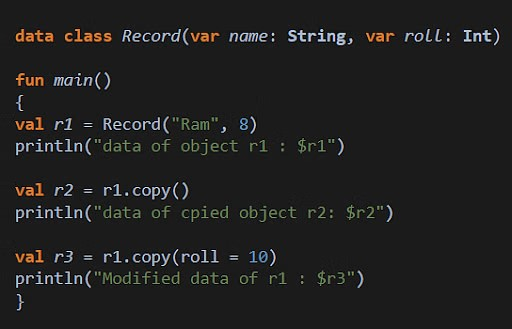 data class Record(var name: String, var roll: Int)
fun main()
{
val r1 = Record("Ram", 8)
println("data of object r1 : $r1")
val r2 = r1.copy()
println("data of cpied object r2: $r2")
val r3 = r1.copy(roll = 10)
println("Modified data of r1 : $r3")
}